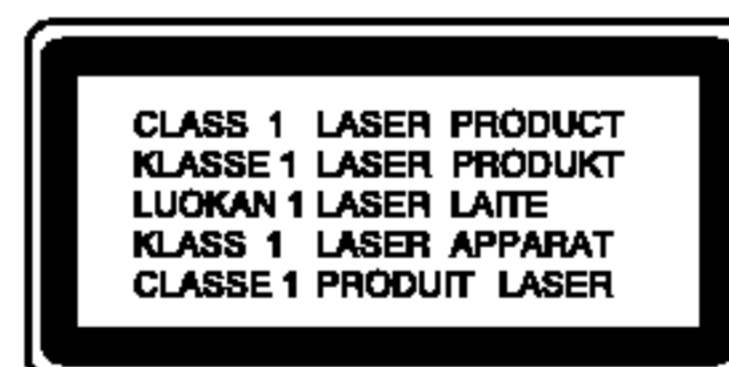 CLASS 1 LASER PRODUCT
KLASSE 1 LASER PRODUKT
LUOKAN 1 LASER LAITE
KLASS 1 LASER APPARAT
CLASSE 1 PRODUIT LASER